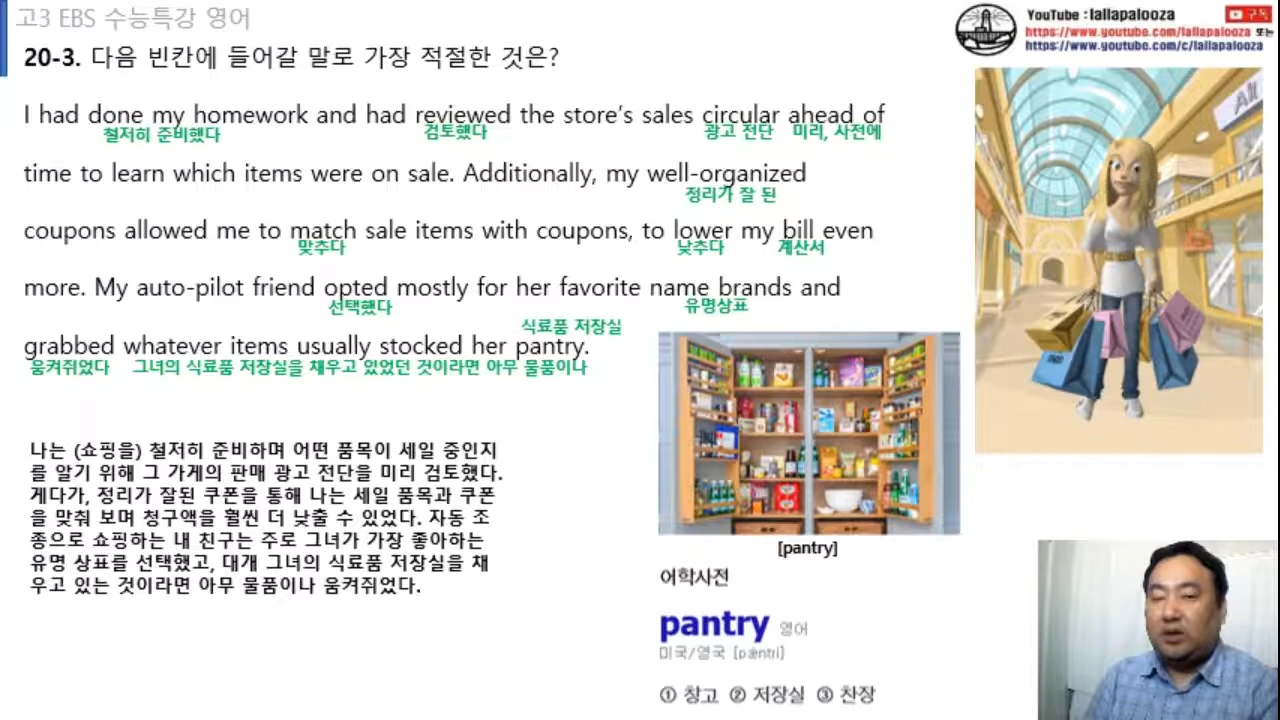 고3 EBS 수능특강 영어
YouTube : lallapalooza
구독
https://www.youtube.com/lallapalooza 또는
https://www.youtube.com/c/lallapalooza
20-3. 다음 빈칸에 들어갈 말로 가장 적절한 것은?
I had done my homework and had reviewed the store's sales circular ahead of
철저히 준비했다 검토했다 광고 전단 미리, 사전에
time to learn which items were on sale. Additionally, my well-organized
정리가 잘 된
coupons allowed me to match sale items with coupons, to lower my bill even
맞추다 낮추다 계산서
more. My auto-pilot friend opted mostly for her favorite name brands and
선택했다 유명상표
식료품 저장실
grabbed whatever items usually stocked her pantry.
움켜쥐었다 그녀의 식료품 저장실을 채우고 있었던 것이라면 아무 물품이나
나는 (쇼핑을) 철저히 준비하며 어떤 품목이 세일 중인지
를 알기 위해 그 가게의 판매 광고 전단을 미리 검토했다.
게다가, 정리가 잘된 쿠폰을 통해 나는 세일 품목과 쿠폰
을 맞춰 보며 청구액을 훨씬 더 낮출 수 있었다. 자동 조
종으로 쇼핑하는 내 친구는 주로 그녀가 가장 좋아하는
유명 상표를 선택했고, 대개 그녀의 식료품 저장실을 채
우고 있는 것이라면 아무 물품이나 움켜쥐었다.
[pantry]
어학사전
pantry 영어
미국/영국 [pӕntri]
① 창고 ② 저장실 ③ 찬장